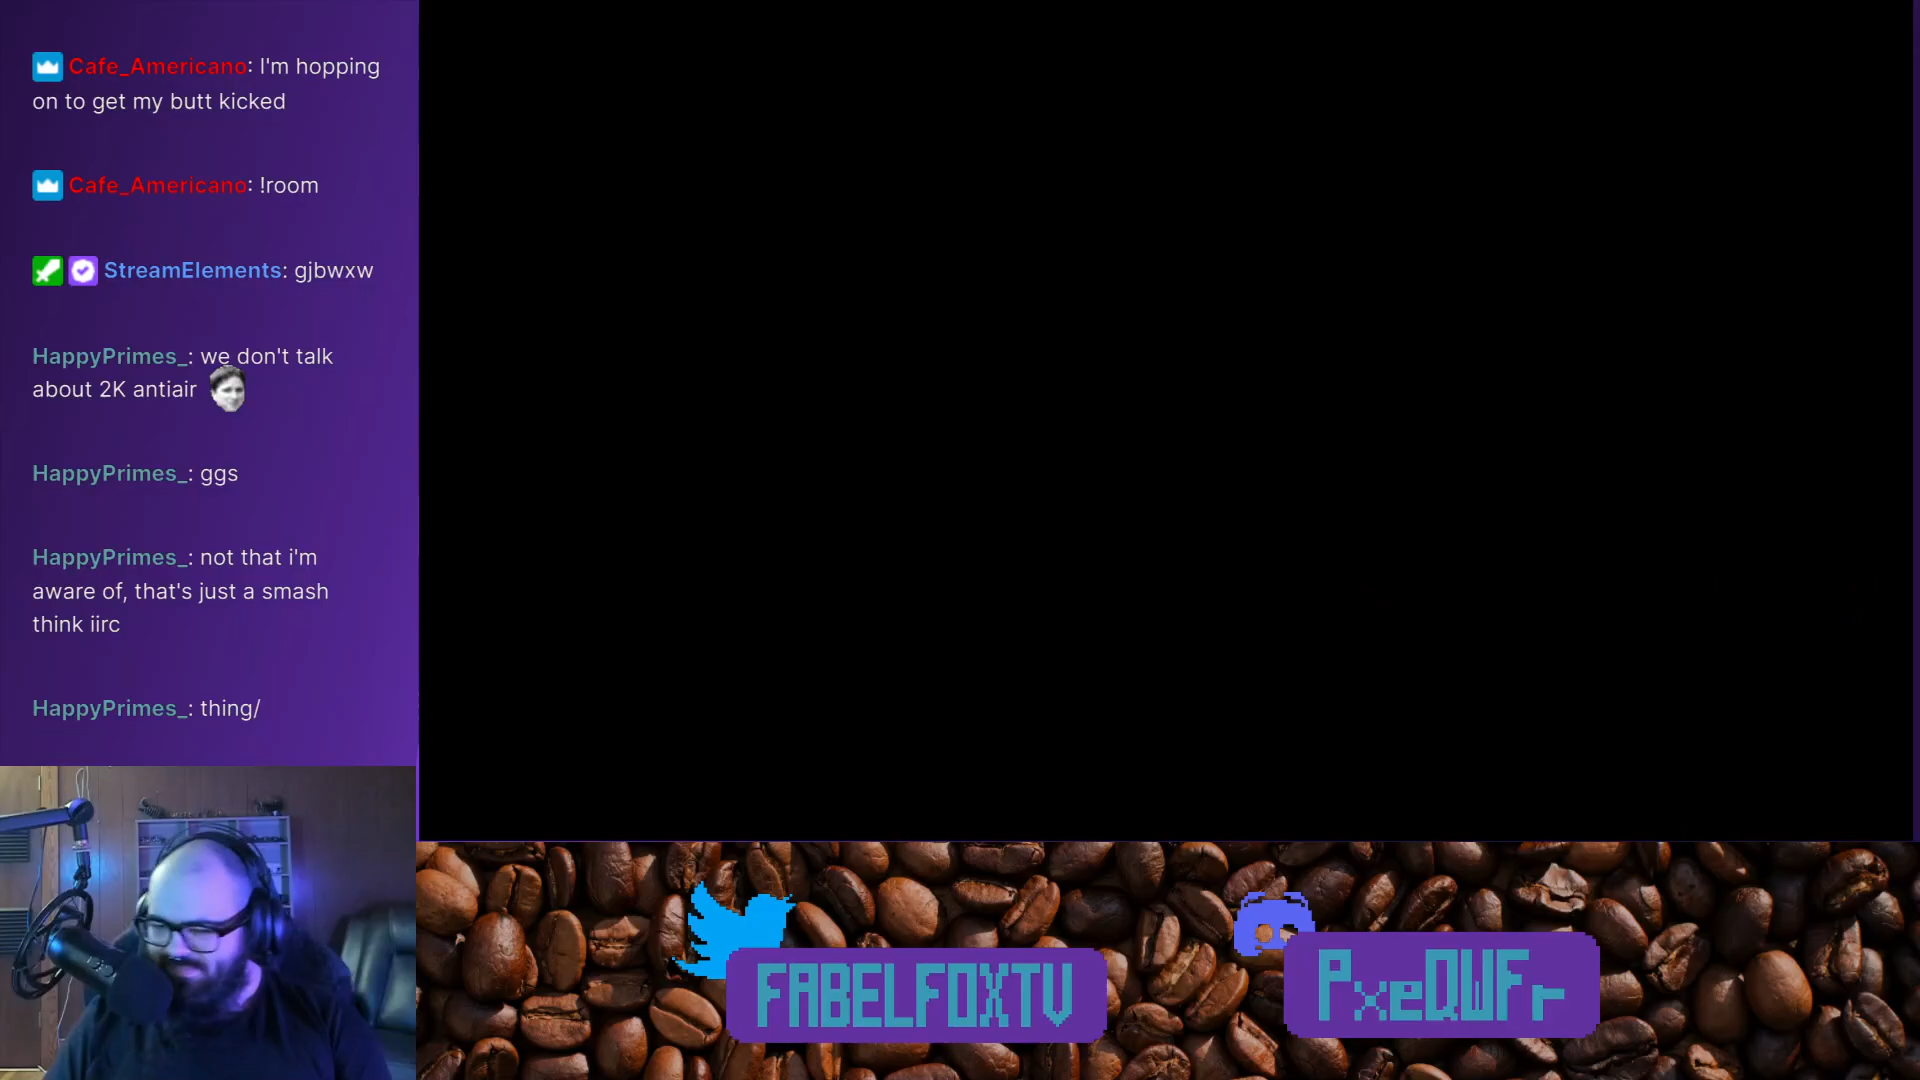 Cafe_Americano: I'm hopping
on to get my butt kicked
Cafe_Americano: !room
StreamElements: gjbwxw
HappyPrimes_: we don't talk
about 2K antiair
HappyPrimes_: ggs
HappyPrimes_: not that i'm
aware of, that's just a smash
think iirc
HappyPrimes_: thing/
FABELFOXTV
PxeQWFr